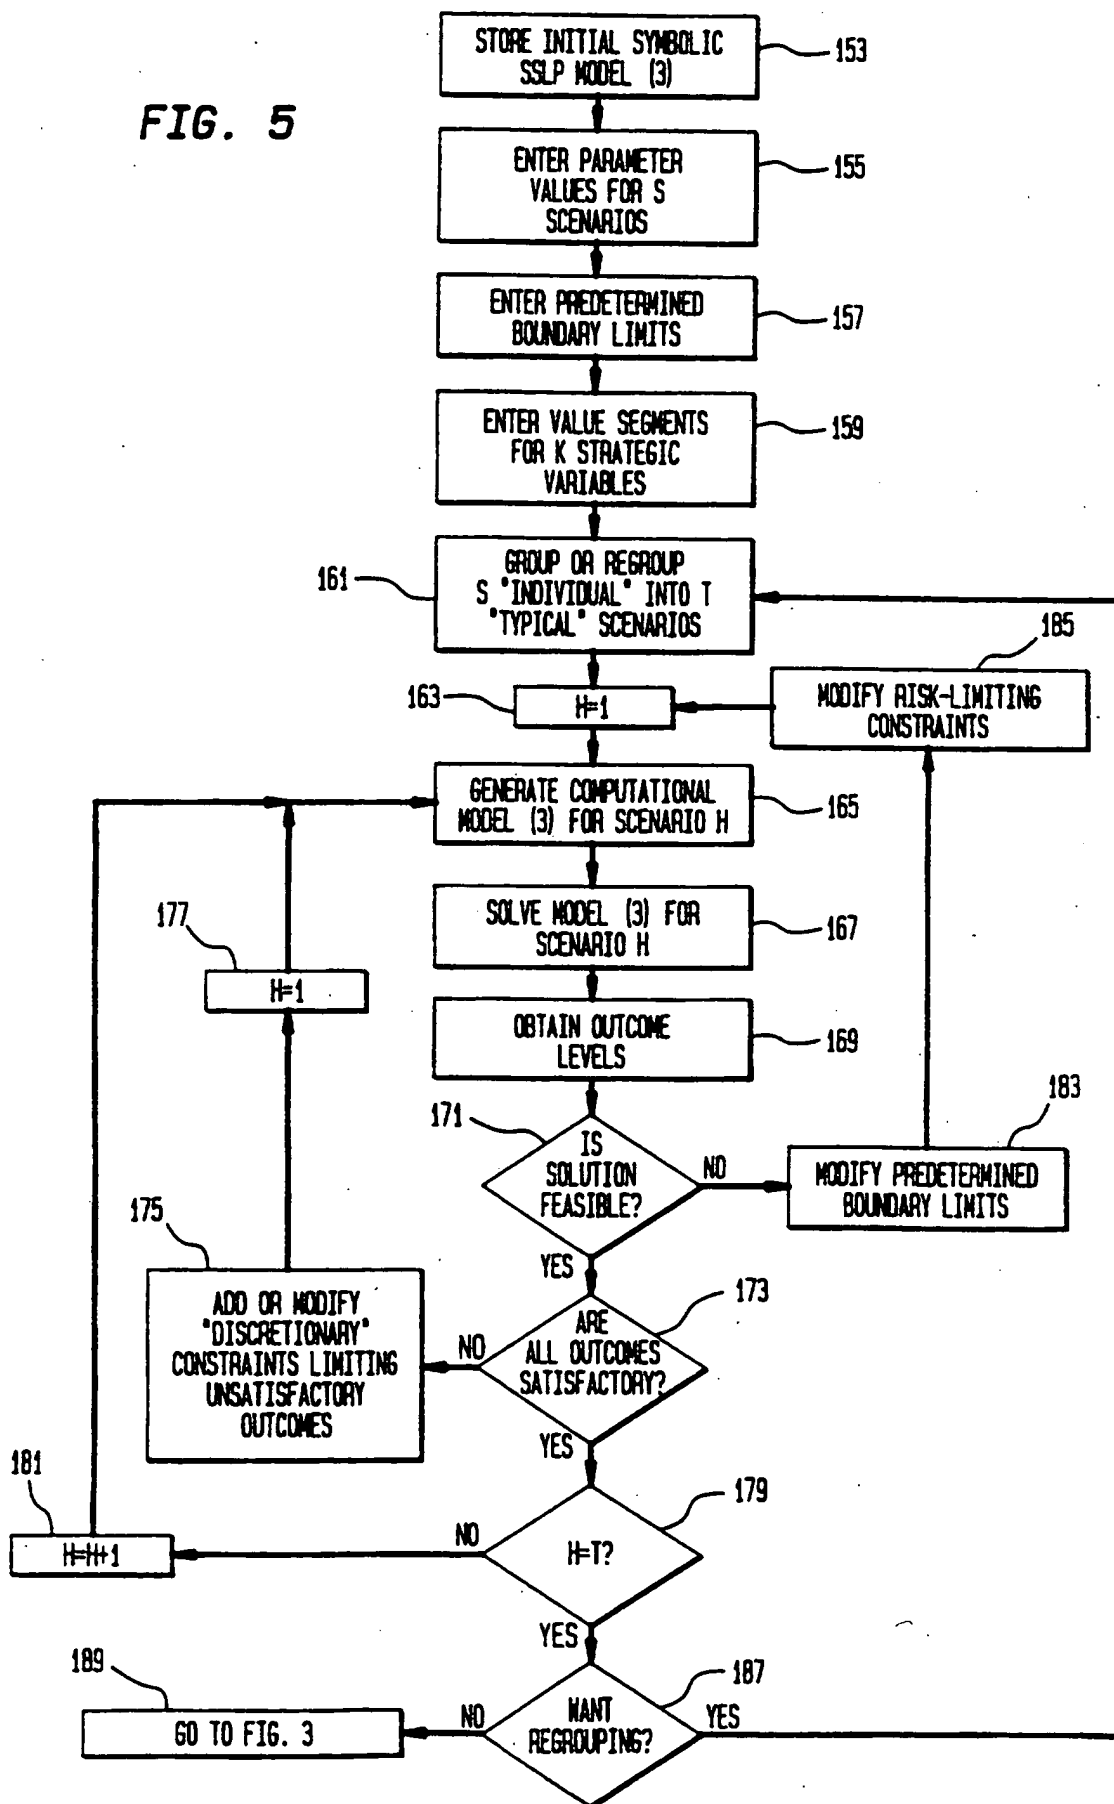 FIG. 5
STORE INITIAL SYMBOLIC
SSLP MODEL (3)
153
ENTER PARAMETER
VALUES FOR S
SCENARIOS
155
ENTER PREDETERMINED
BOUNDARY LIMITS
157
ENTER VALUE SEGMENTS
FOR K STRATEGIC
VARIABLES
159
161
GROUP OR REGROUP
S "INDIVIDUAL" INTO T
"TYPICAL" SCENARIOS
185
163
H=1
MODIFY RISK-LIMITING
CONSTRAINTS
GENERATE COMPUTATIONAL
MODEL (3) FOR SCENARIO H
165
177
SOLVE MODEL (3) FOR
SCENARIO H
167
H=1
OBTAIN OUTCOME
LEVELS
169
171
IS
SOLUTION
FEASIBLE?
NO
183
MODIFY PREDETERMINED
BOUNDARY LIMITS
YES
175
ADD OR MODIFY
"DISCRETIONARY"
CONSTRAINTS LIMITING
UNSATISFACTORY
OUTCOMES
NO
173
ARE
ALL OUTCOMES
SATISFACTORY?
YES
181
H=H+1
NO
179
H=T?
YES
189
GO TO FIG. 3
NO
187
WANT
REGROUPING?
YES